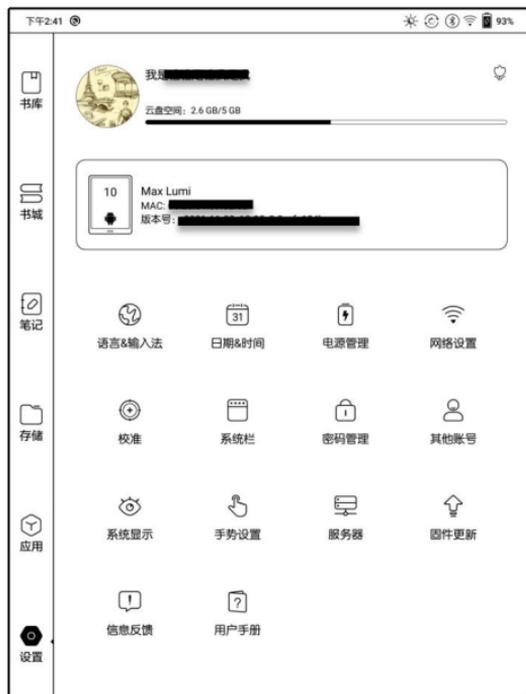 下午2:41
93%
书库
书城
笔记
存储
应用
设置
我是
云盘空间：2.6 GB/5 GB
10
Max Lumi
MAC:
版本号：
语言&输入法
31
日期&时间
电源管理
网络设置
校准
系统栏
密码管理
其他账号
系统显示
手势设置
服务器
固件更新
信息反馈
用户手册